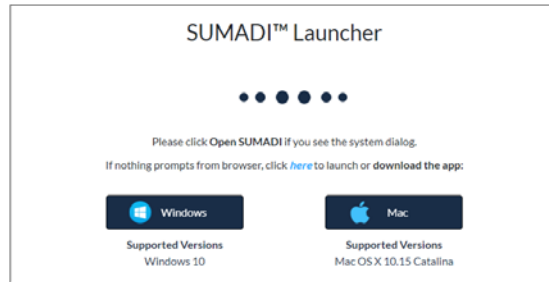 SUMADI™ Launcher
Please click Open SUMADI if you see the system dialog.
If nothing prompts from browser, click here to launch or download the app:
Windows
Mac
Supported Versions
Supported Versions
Windows 10
Mac OS X 10.15 Catalina